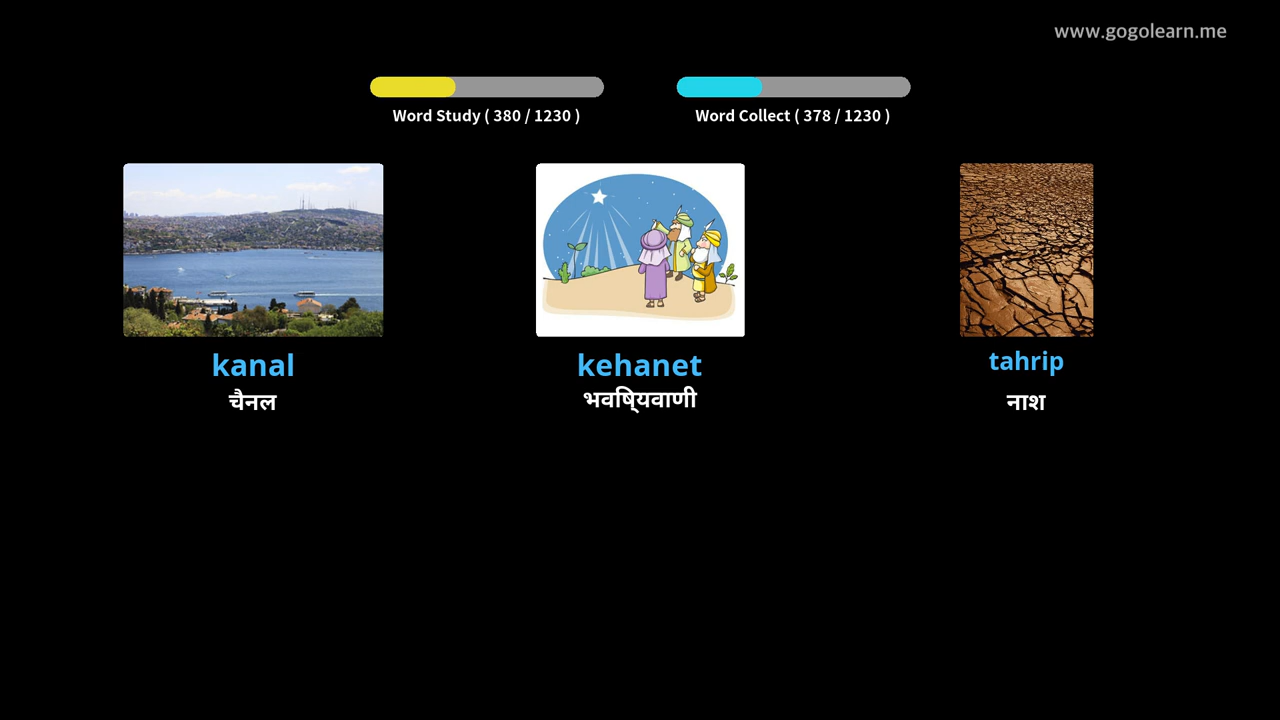 www.gogolearn.me
Word Study ( 380 / 1230 )
Word Collect ( 378 / 1230 )
kanal
kehanet
tahrip
चैनल
भविष्यवाणी
नाश